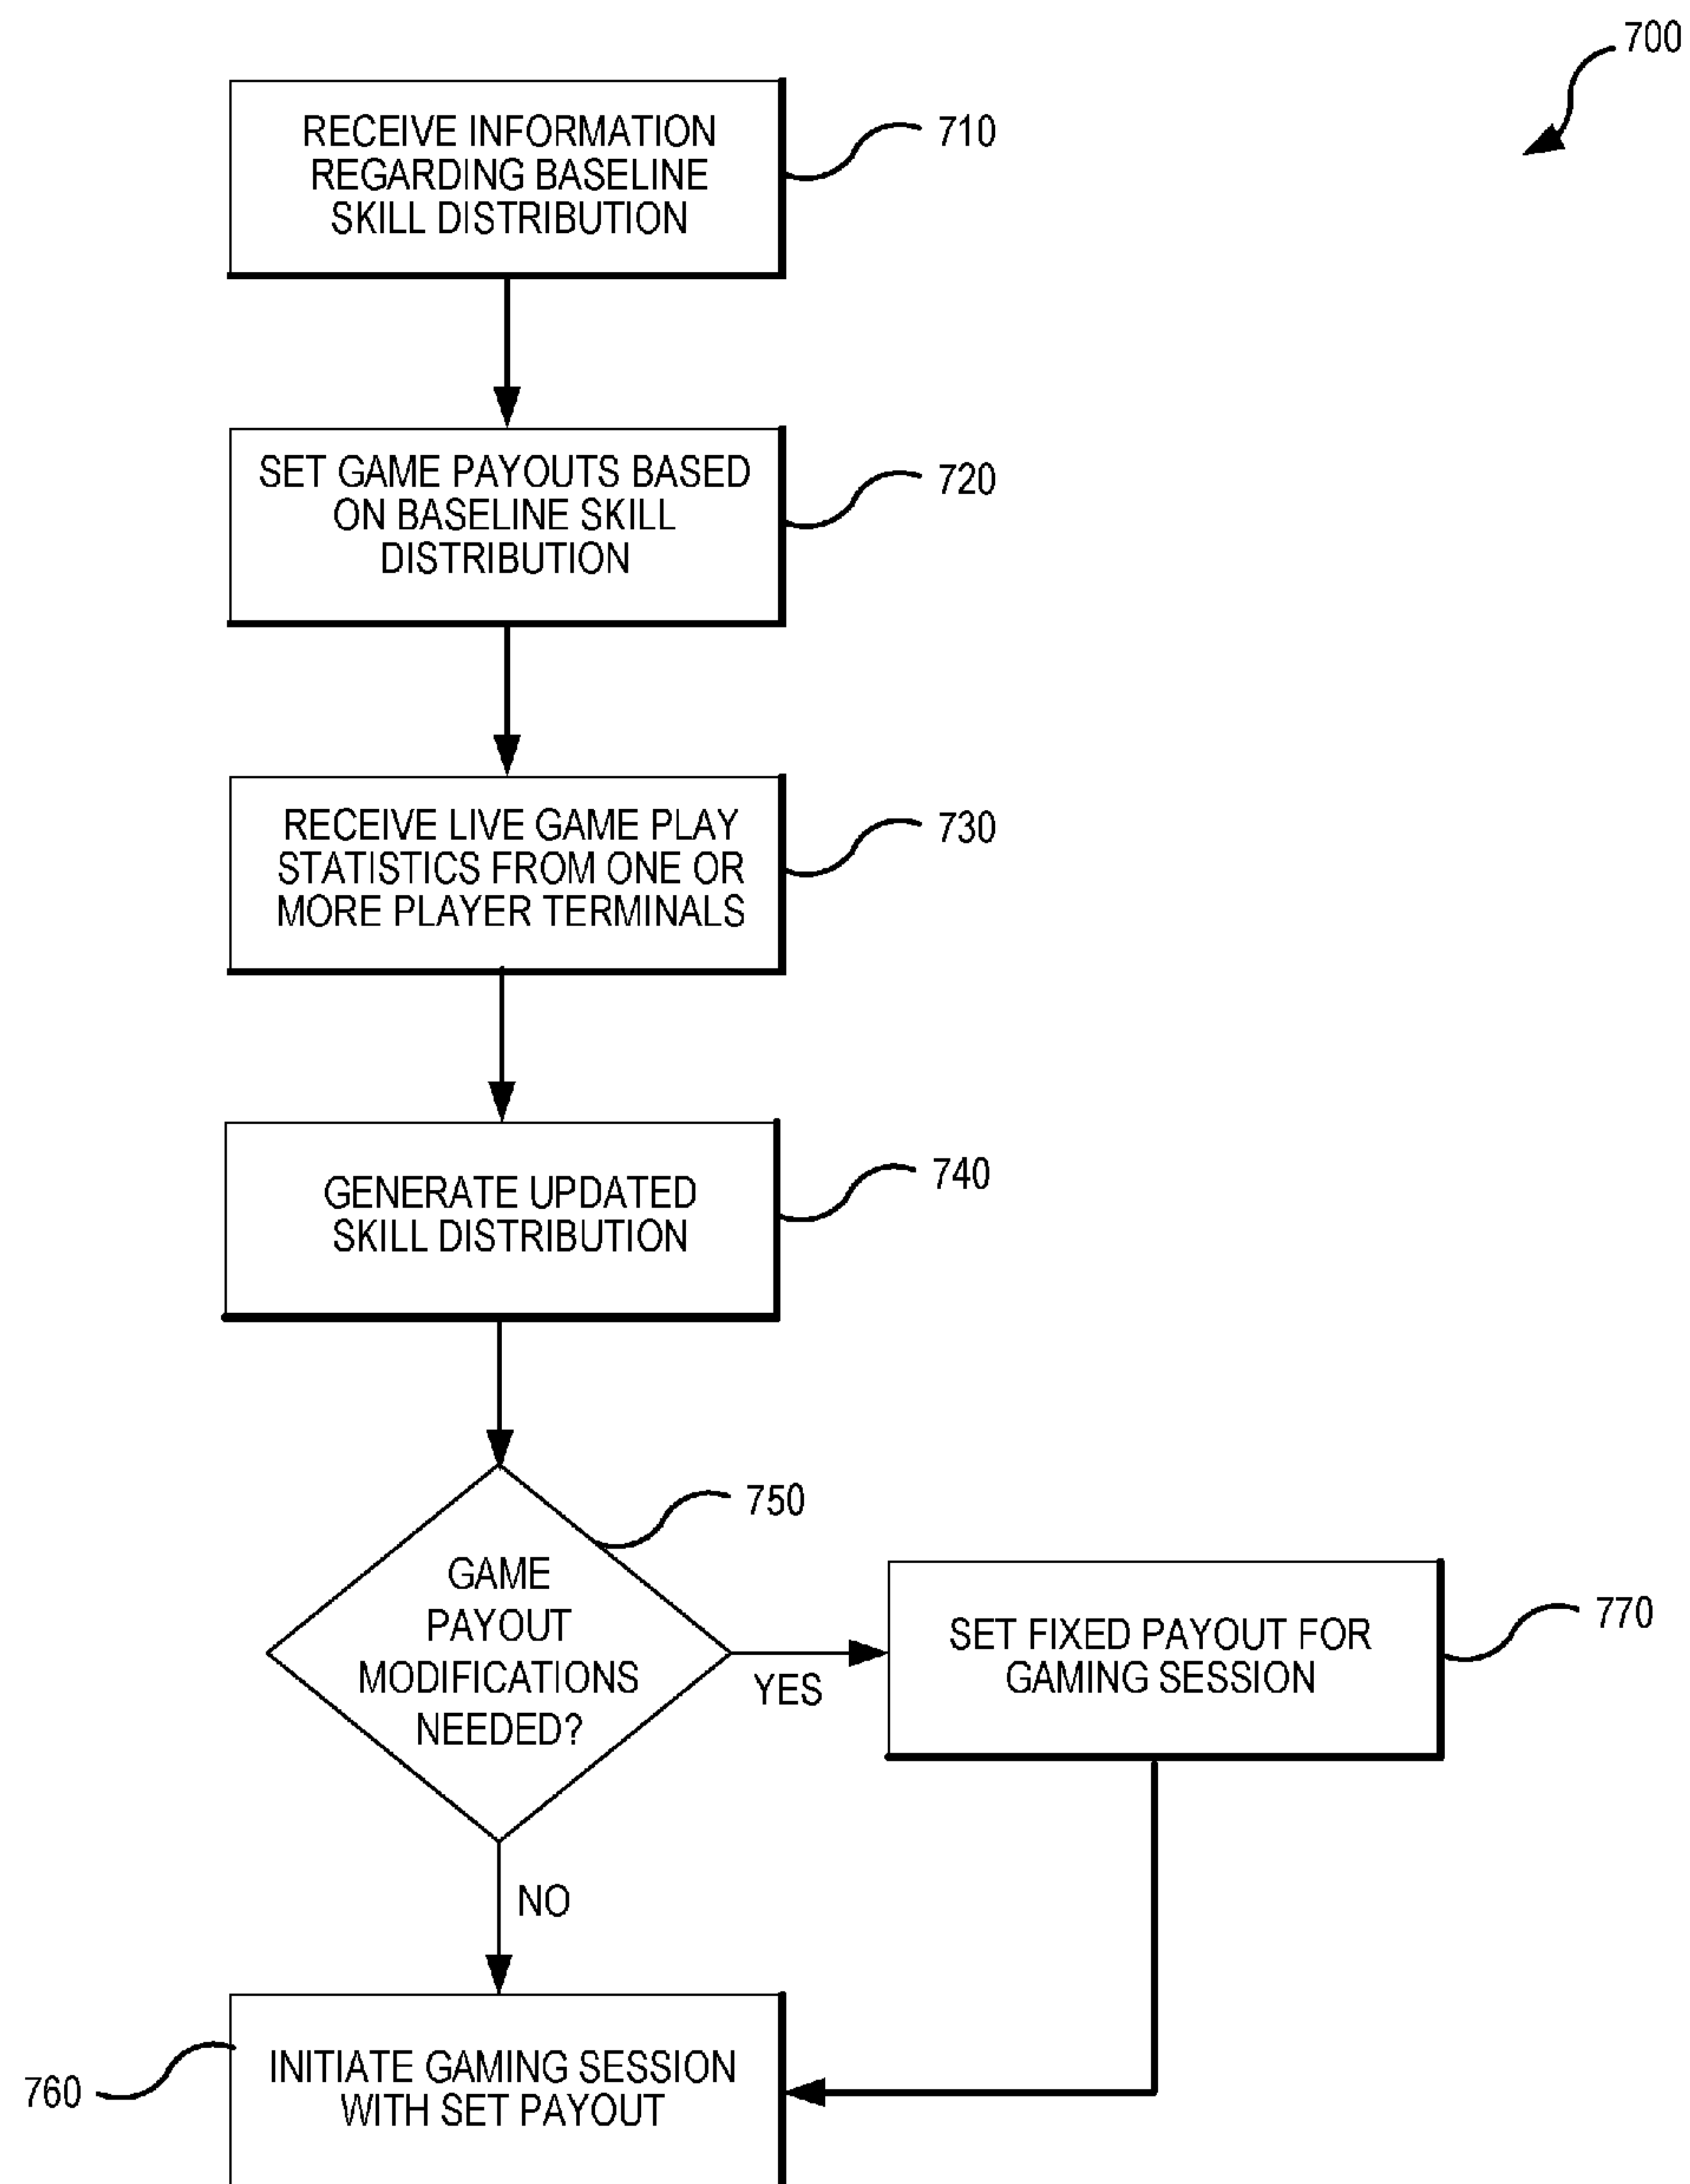 700
RECEIVE INFORMATION
REGARDING BASELINE
SKILL DISTRIBUTION
710
SET GAME PAYOUTS BASED
ON BASELINE SKILL
DISTRIBUTION
720
RECEIVE LIVE GAME PLAY
STATISTICS FROM ONE OR
MORE PLAYER TERMINALS
730
GENERATE UPDATED
SKILL DISTRIBUTION
740
750
GAME
PAYOUT
MODIFICATIONS
NEEDED?
YES
SET FIXED PAYOUT FOR
GAMING SESSION
770
NO
INITIATE GAMING SESSION
WITH SET PAYOUT
760